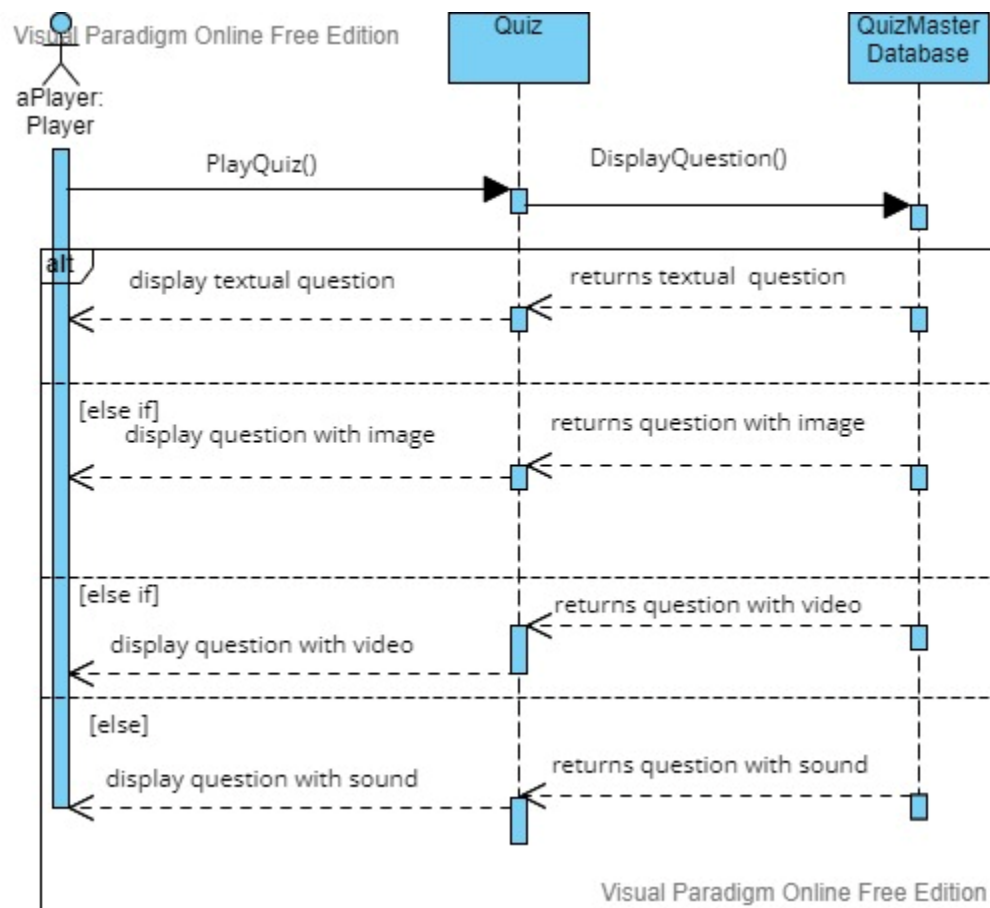 Visual Paradigm Online Free Edition
Quiz
QuizMaster
Database
aPlayer:
Player
PlayQuiz()
DisplayQuestion()
alt
display textual question
returns textual  question
[else if]
display question with image
returns question with image
[else if]
returns question with video
display question with video
[else]
returns question with sound
display question with sound
Visual Paradigm Online Free Edition